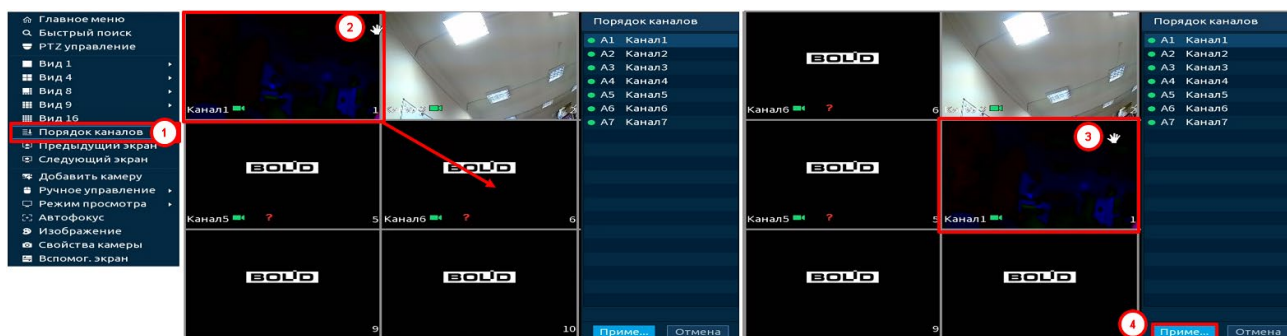 Главное меню
Быстрый поиск
PTZ управление
Вид 1
Вид 4
Вид 8
Вид 9
Вид 16
Порядок каналов
1
Предыдущий экран
Следующий экран
Добавить камеру
Ручное управление
Режим просмотра
Автофокус
Изображение
Свойства камеры
Вспомог. экран
2
Канал1
1
BOLID
Канал5 ?
5
BOLID
Канал6 ?
6
BOLID
9
BOLID
10
Порядок каналов
A1 Канал1
A2 Канал2
A3 Канал3
A4 Канал4
A5 Канал5
A6 Канал6
A7 Канал7
Приме...
Отмена
BOLID
Канал6 ?
6
BOLID
Канал5 ?
5
3
Канал1
1
BOLID
9
BOLID
Порядок каналов
A1 Канал1
A2 Канал2
A3 Канал3
A4 Канал4
A5 Канал5
A6 Канал6
A7 Канал7
4
Приме...
Отмена